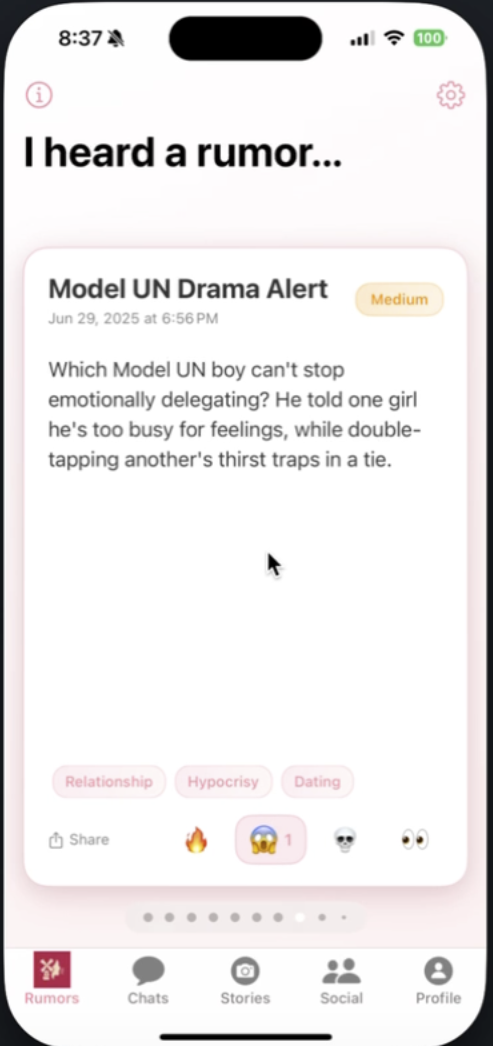 8:37
100
I heard a rumor...
Model UN Drama Alert
Medium
Jun 29, 2025 at 6:56 PM
Which Model UN boy can't stop
emotionally delegating? He told one girl
he's too busy for feelings, while double-
tapping another's thirst traps in a tie.
Relationship
Hypocrisy
Dating
Share
1
Rumors
Chats
Stories
Social
Profile